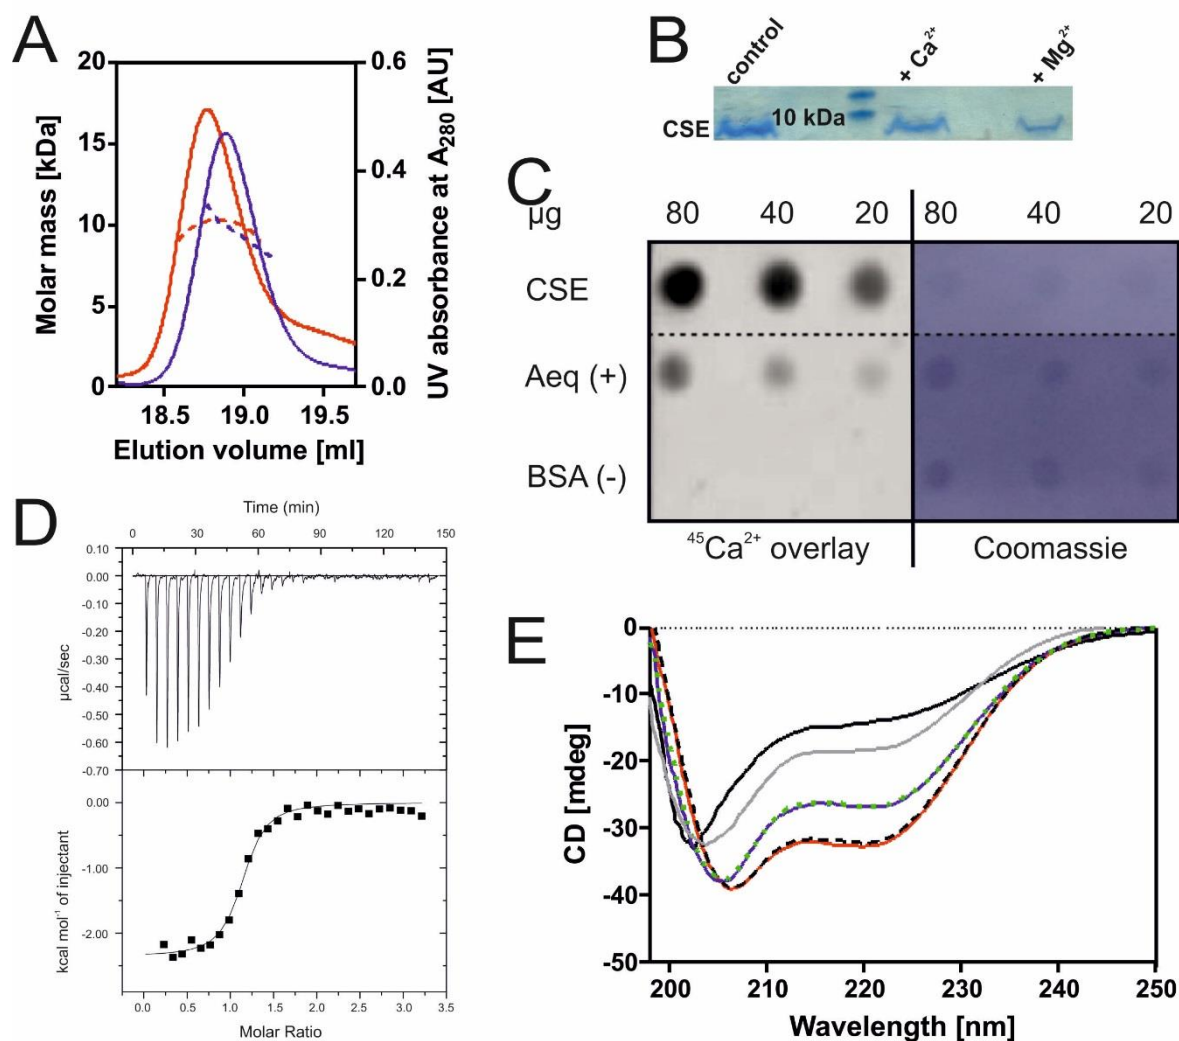 A
20
15
10
5
0
Molar mass [kDa]
0.6
0.4
0.2
0.0
UV absorbance at A280 [AU]
18.5 19.0 19.5
Elution volume [ml]
B
control + Ca²⁺ + Mg²⁺
CSE 10 kDa
C
µg 80 40 20 80 40 20
CSE
Aeq (+)
BSA (-)
⁴⁵Ca²⁺ overlay Coomassie
D
Time (min)
0 30 60 90 120 150
0.10
0.00
-0.10
-0.20
-0.30
-0.40
-0.50
-0.60
-0.70
µcal/sec
0.00
-1.00
-2.00
kcal mol⁻¹ of injectant
0.0 0.5 1.0 1.5 2.0 2.5 3.0 3.5
Molar Ratio
E
0
-10
-20
-30
-40
-50
CD [mdeg]
200 210 220 230 240 250
Wavelength [nm]